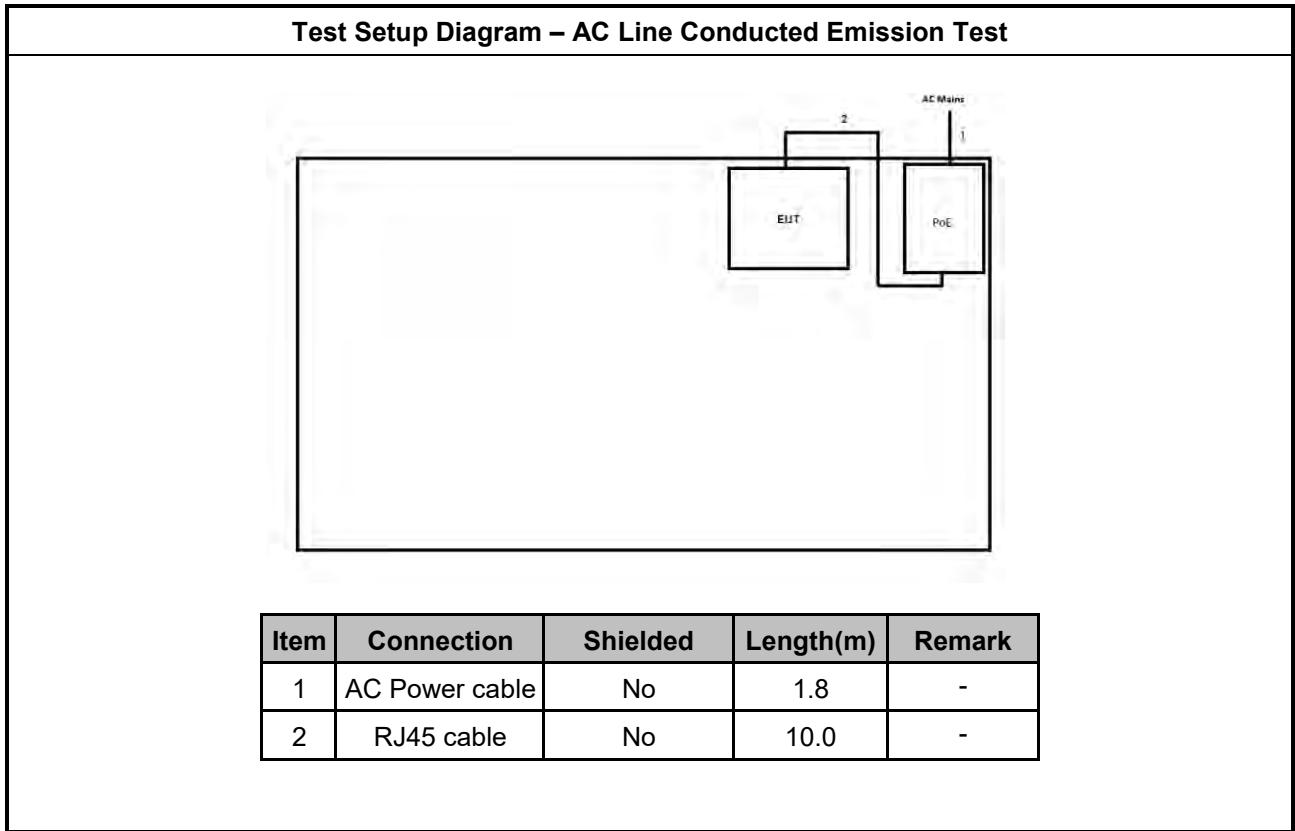 Test Setup Diagram – AC Line Conducted Emission Test
AC Mains
2
1
EUT
PoE
Item Connection Shielded Length(m) Remark
1 AC Power cable No 1.8 -
2 RJ45 cable No 10.0 -